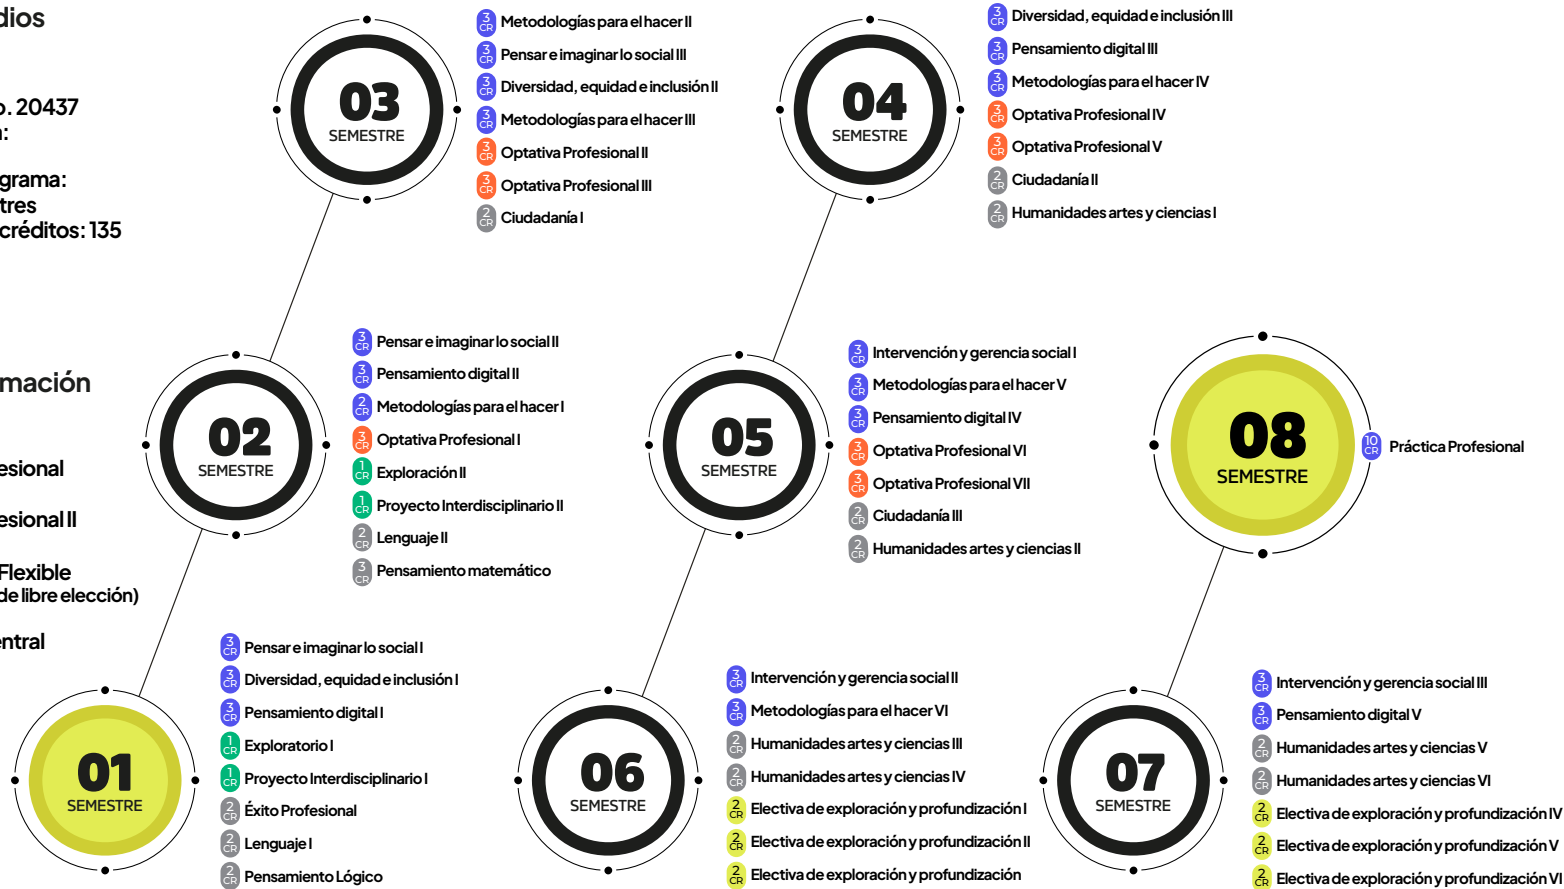 dios
o. 20437
n:
grama:
tres
créditos: 135
mación
esional
esional II
Flexible
de libre elección)
entral
03
SEMESTRE
3 CR Metodologías para el hacer II
3 CR Pensar e imaginar lo social III
3 CR Diversidad, equidad e inclusión II
3 CR Metodologías para el hacer III
3 CR Optativa Profesional II
3 CR Optativa Profesional III
2 CR Ciudadanía I
04
SEMESTRE
3 CR Diversidad, equidad e inclusión III
3 CR Pensamiento digital III
3 CR Metodologías para el hacer IV
3 CR Optativa Profesional IV
3 CR Optativa Profesional V
2 CR Ciudadanía II
2 CR Humanidades artes y ciencias I
02
SEMESTRE
3 CR Pensar e imaginar lo social II
3 CR Pensamiento digital II
2 CR Metodologías para el hacer I
3 CR Optativa Profesional I
1 CR Exploración II
1 CR Proyecto Interdisciplinario II
2 CR Lenguaje II
3 CR Pensamiento matemático
05
SEMESTRE
3 CR Intervención y gerencia social I
3 CR Metodologías para el hacer V
3 CR Pensamiento digital IV
3 CR Optativa Profesional VI
3 CR Optativa Profesional VII
2 CR Ciudadanía III
2 CR Humanidades artes y ciencias II
08
SEMESTRE
10 CR Práctica Profesional
01
SEMESTRE
3 CR Pensar e imaginar lo social I
3 CR Diversidad, equidad e inclusión I
3 CR Pensamiento digital I
1 CR Exploratorio I
1 CR Proyecto Interdisciplinario I
2 CR Éxito Profesional
2 CR Lenguaje I
2 CR Pensamiento Lógico
06
SEMESTRE
3 CR Intervención y gerencia social II
3 CR Metodologías para el hacer VI
2 CR Humanidades artes y ciencias III
2 CR Humanidades artes y ciencias IV
2 CR Electiva de exploración y profundización I
2 CR Electiva de exploración y profundización II
2 CR Electiva de exploración y profundización
07
SEMESTRE
3 CR Intervención y gerencia social III
3 CR Pensamiento digital V
2 CR Humanidades artes y ciencias V
2 CR Humanidades artes y ciencias VI
2 CR Electiva de exploración y profundización IV
2 CR Electiva de exploración y profundización V
2 CR Electiva de exploración y profundización VI